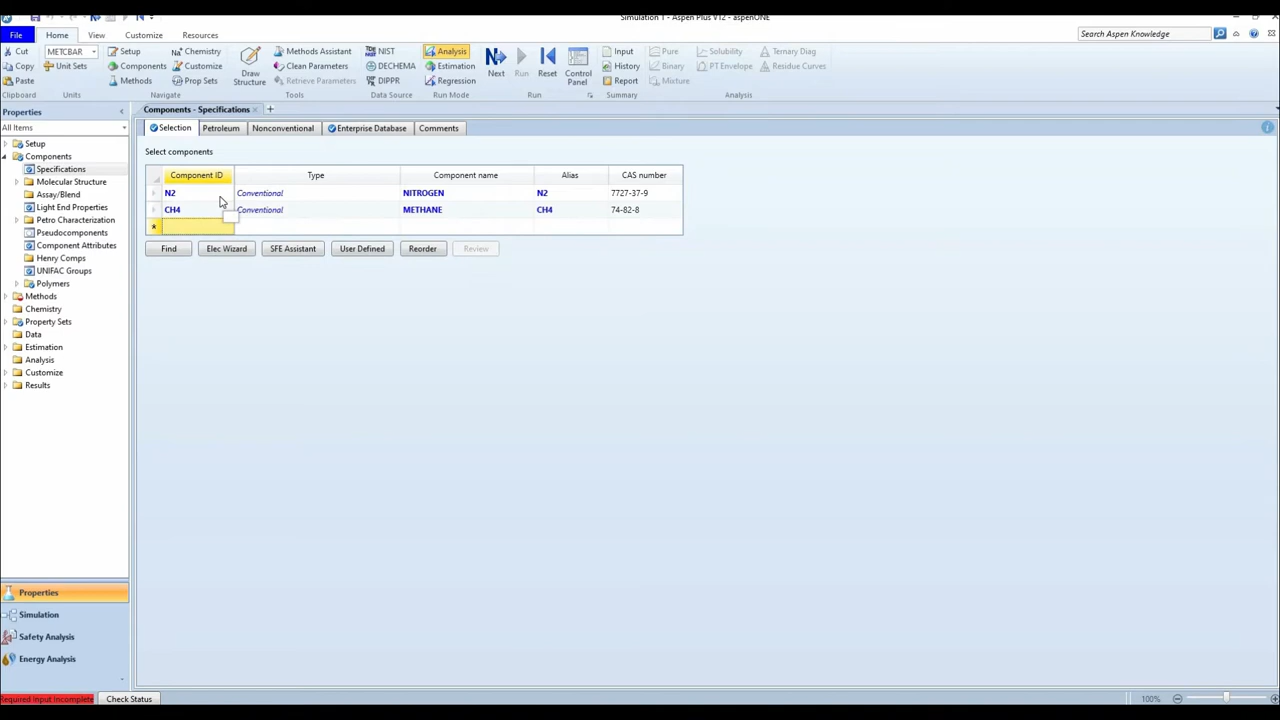 Simulation 1 - Aspen Plus V12 - aspenONE
File Home View Customize Resources Search Aspen Knowledge
Cut METCBAR Setup Chemistry Methods Assistant NIST Analysis Input Pure Solubility Ternary Diag
Copy Unit Sets Components Customize Clean Parameters DECHEMA Estimation History Binary PT Envelope Residue Curves
Paste Methods Prop Sets Draw Structure Retrieve Parameters DIPPR Regression Next Run Reset Control Panel Report Mixture
Clipboard Units Navigate Tools Data Source Run Mode Run Summary Analysis
Properties
All Items
Setup
Components
Specifications
Molecular Structure
Assay/Blend
Light End Properties
Petro Characterization
Pseudocomponents
Component Attributes
Henry Comps
UNIFAC Groups
Polymers
Methods
Chemistry
Property Sets
Data
Estimation
Analysis
Customize
Results
Properties
Simulation
Safety Analysis
Energy Analysis
Components - Specifications × +
Selection Petroleum Nonconventional Enterprise Database Comments
Select components
Component ID Type Component name Alias CAS number
N2 Conventional NITROGEN N2 7727-37-9
CH4 Conventional METHANE CH4 74-82-8
Find Elec Wizard SFE Assistant User Defined Reorder Review
Required Input Incomplete Check Status 100%